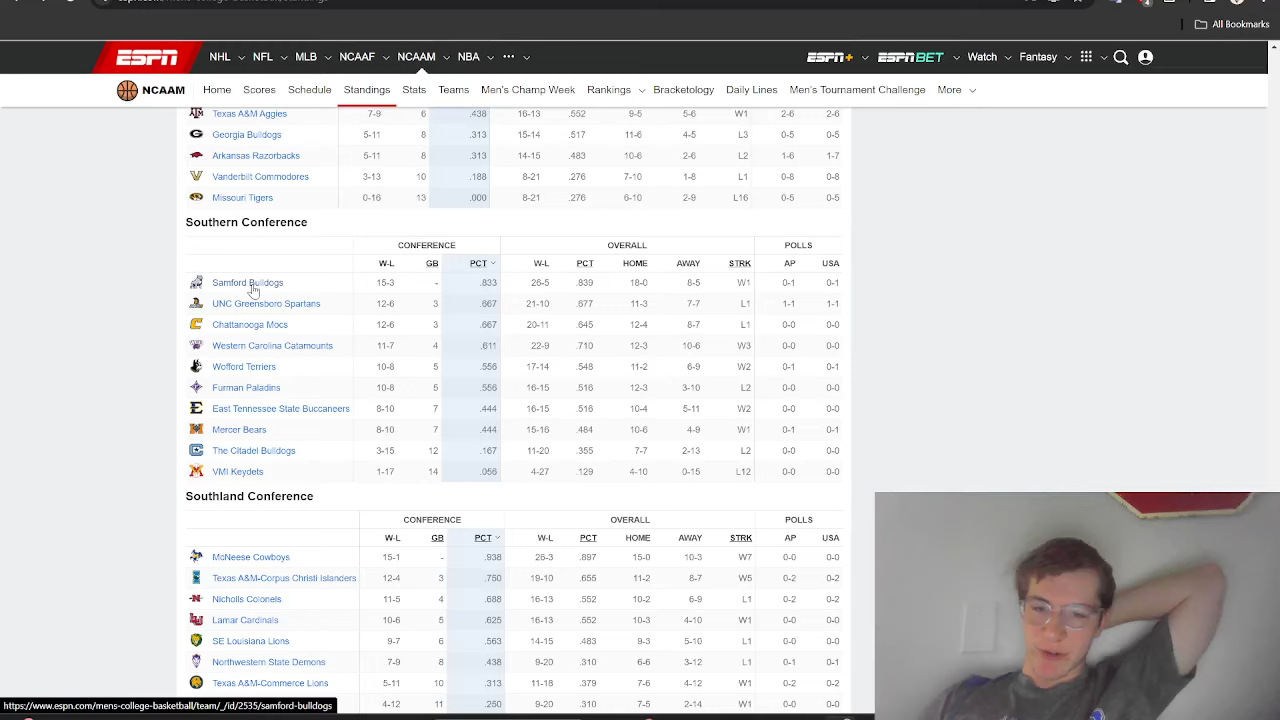 All Bookmarks
ESPN NHL NFL MLB NCAAF NCAAM NBA ESPN+ ESPN BET Watch Fantasy
NCAAM Home Scores Schedule Standings Stats Teams Men's Champ Week Rankings Bracketology Daily Lines Men's Tournament Challenge More
Texas A&M Aggies 7-9 6 .438 16-13 .552 9-5 5-6 W1 2-6 2-6
Georgia Bulldogs 5-11 8 .313 15-14 .517 11-6 4-5 L3 0-5 0-5
Arkansas Razorbacks 5-11 8 .313 14-15 .483 10-6 2-6 L2 1-6 1-7
Vanderbilt Commodores 3-13 10 .188 8-21 .276 7-10 1-8 L1 0-8 0-8
Missouri Tigers 0-16 13 .000 8-21 .276 6-10 2-9 L16 0-5 0-5
Southern Conference
CONFERENCE OVERALL POLLS
W-L GB PCT W-L PCT HOME AWAY STRK AP USA
Samford Bulldogs 15-3 - .833 26-5 .839 18-0 8-5 W1 0-1 0-1
UNC Greensboro Spartans 12-6 3 .667 21-10 .677 11-3 7-7 L1 1-1 1-1
Chattanooga Mocs 12-6 3 .667 20-11 .645 12-4 8-7 L1 0-0 0-0
Western Carolina Catamounts 11-7 4 .611 22-9 .710 12-3 10-6 W3 0-0 0-0
Wofford Terriers 10-8 5 .556 17-14 .548 11-2 6-9 W2 0-1 0-1
Furman Paladins 10-8 5 .556 16-15 .516 12-3 3-10 L2 0-0 0-0
East Tennessee State Buccaneers 8-10 7 .444 16-15 .516 10-4 5-11 W2 0-0 0-0
Mercer Bears 8-10 7 .444 15-16 .484 10-6 4-9 W1 0-1 0-1
The Citadel Bulldogs 3-15 12 .167 11-20 .355 7-7 2-13 L2 0-0 0-0
VMI Keydets 1-17 14 .056 4-27 .129 4-10 0-15 L12 0-0 0-0
Southland Conference
CONFERENCE OVERALL POLLS
W-L GB PCT W-L PCT HOME AWAY STRK AP USA
McNeese Cowboys 15-1 - .938 26-3 .897 15-0 10-3 W7 0-0 0-0
Texas A&M-Corpus Christi Islanders 12-4 3 .750 19-10 .655 11-2 8-7 W5 0-2 0-2
Nicholls Colonels 11-5 4 .688 16-13 .552 10-2 6-9 L1 0-2 0-2
Lamar Cardinals 10-6 5 .625 16-13 .552 10-3 4-10 W1 0-0 0-0
SE Louisiana Lions 9-7 6 .563 14-15 .483 9-3 5-10 L1 0-0 0-0
Northwestern State Demons 7-9 8 .438 9-20 .310 6-6 3-12 L1 0-1 0-1
Texas A&M-Commerce Lions 5-11 10 .313 11-18 .379 7-6 4-12 W1 0-2 0-2
4-12 11 .250 9-20 .310 7-5 2-14 W1 0-0 0-0
https://www.espn.com/mens-college-basketball/team/_/id/2535/samford-bulldogs